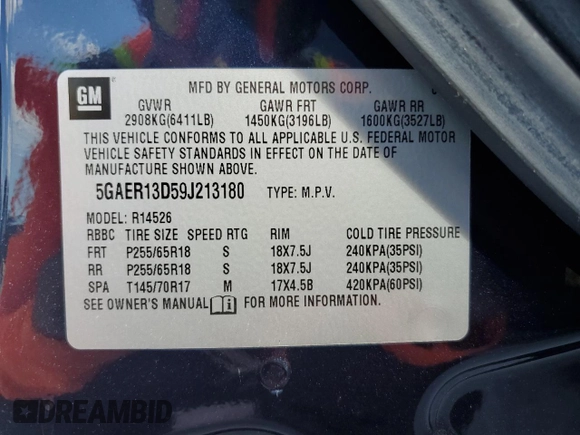 GM
MFD BY GENERAL MOTORS CORP.
GVWR GAWR FRT GAWR RR
2908KG(6411LB) 1450KG(3196LB) 1600KG(3527LB)
THIS VEHICLE CONFORMS TO ALL APPLICABLE U.S. FEDERAL MOTOR
VEHICLE SAFETY STANDARDS IN EFFECT ON THE DATE OF
MANUFACTURE SHOWN ABOVE.
5GAER13D59J213180 TYPE: M.P.V.
MODEL: R14526
RBBC TIRE SIZE SPEED RTG RIM COLD TIRE PRESSURE
FRT P255/65R18 S 18X7.5J 240KPA(35PSI)
RR P255/65R18 S 18X7.5J 240KPA(35PSI)
SPA T145/70R17 M 17X4.5B 420KPA(60PSI)
SEE OWNER'S MANUAL i FOR MORE INFORMATION.
DREAMBID